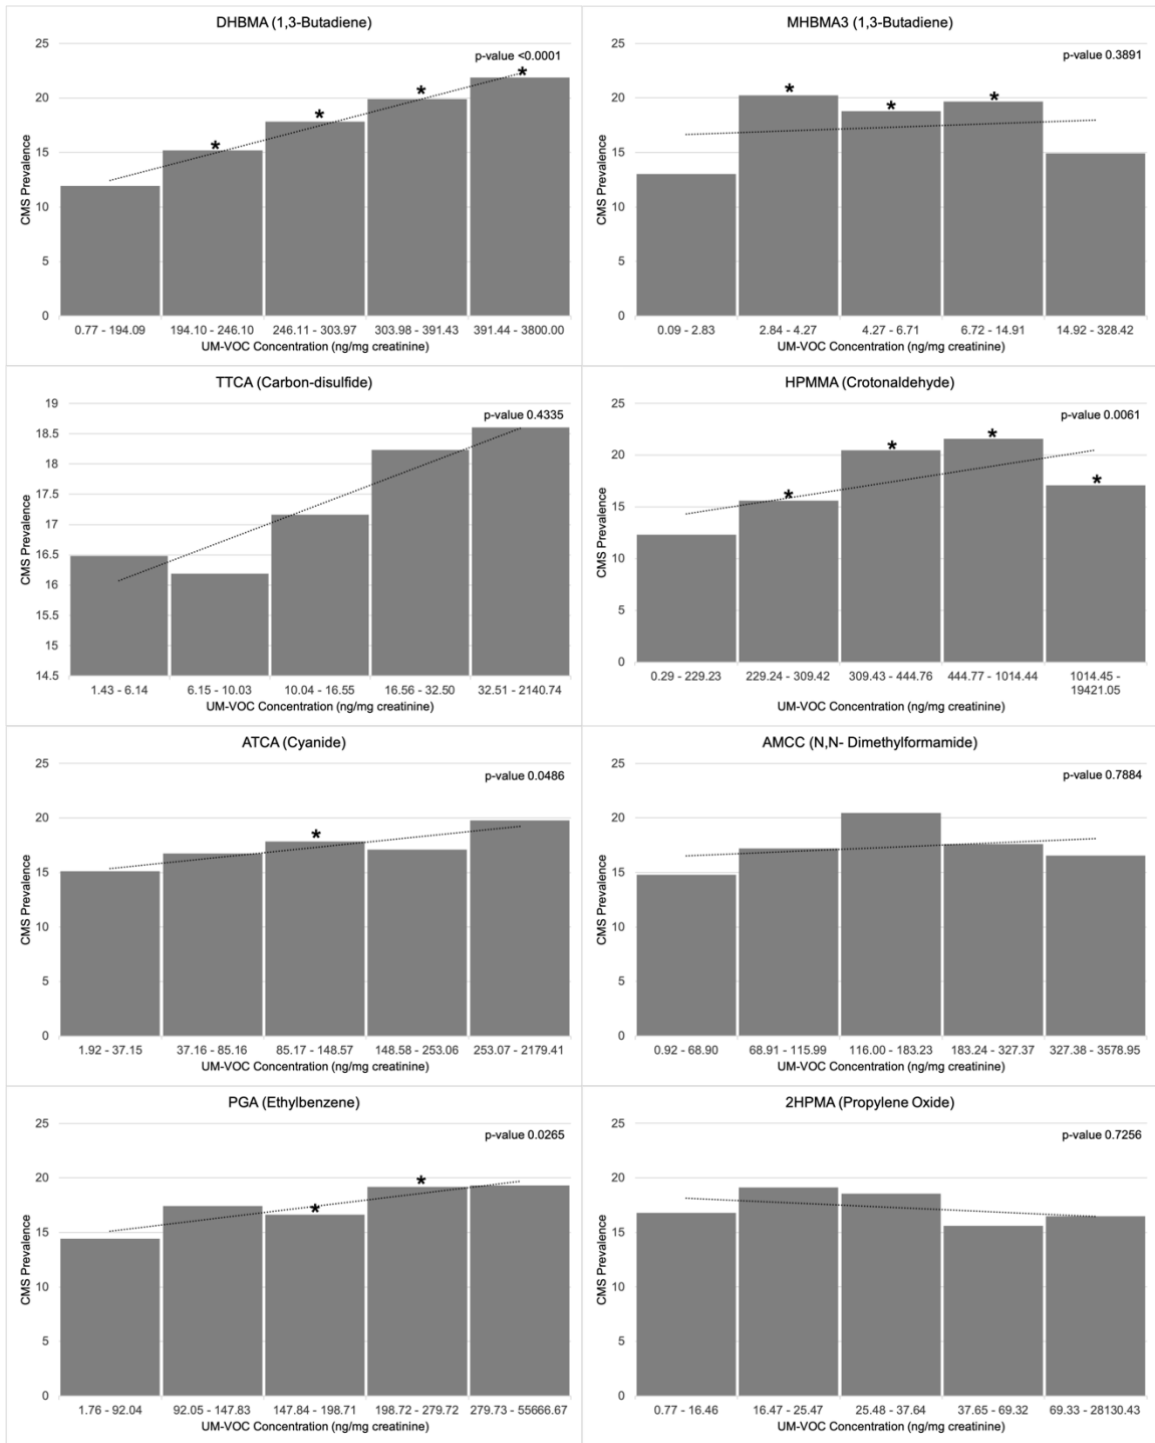 DHBMA (1,3-Butadiene)
p-value <0.0001
25
20
15
10
5
0
CMS Prevalence
* * * *
0.77 - 194.09 194.10 - 246.10 246.11 - 303.97 303.98 - 391.43 391.44 - 3800.00
UM-VOC Concentration (ng/mg creatinine)
MHBMA3 (1,3-Butadiene)
p-value 0.3891
25
20
15
10
5
0
CMS Prevalence
* * *
0.09 - 2.83 2.84 - 4.27 4.27 - 6.71 6.72 - 14.91 14.92 - 328.42
UM-VOC Concentration (ng/mg creatinine)
TTCA (Carbon-disulfide)
p-value 0.4335
19
18.5
18
17.5
17
16.5
16
15.5
15
14.5
CMS Prevalence
1.43 - 6.14 6.15 - 10.03 10.04 - 16.55 16.56 - 32.50 32.51 - 2140.74
UM-VOC Concentration (ng/mg creatinine)
HPMMA (Crotonaldehyde)
p-value 0.0061
25
20
15
10
5
0
CMS Prevalence
* * * *
0.29 - 229.23 229.24 - 309.42 309.43 - 444.76 444.77 - 1014.44 1014.45 -
19421.05
UM-VOC Concentration (ng/mg creatinine)
ATCA (Cyanide)
p-value 0.0486
25
20
15
10
5
0
CMS Prevalence
*
1.92 - 37.15 37.16 - 85.16 85.17 - 148.57 148.58 - 253.06 253.07 - 2179.41
UM-VOC Concentration (ng/mg creatinine)
AMCC (N,N- Dimethylformamide)
p-value 0.7884
25
20
15
10
5
0
CMS Prevalence
0.92 - 68.90 68.91 - 115.99 116.00 - 183.23 183.24 - 327.37 327.38 - 3578.95
UM-VOC Concentration (ng/mg creatinine)
PGA (Ethylbenzene)
p-value 0.0265
25
20
15
10
5
0
CMS Prevalence
* *
1.76 - 92.04 92.05 - 147.83 147.84 - 198.71 198.72 - 279.72 279.73 - 55666.67
UM-VOC Concentration (ng/mg creatinine)
2HPMA (Propylene Oxide)
p-value 0.7256
25
20
15
10
5
0
CMS Prevalence
0.77 - 16.46 16.47 - 25.47 25.48 - 37.64 37.65 - 69.32 69.33 - 28130.43
UM-VOC Concentration (ng/mg creatinine)